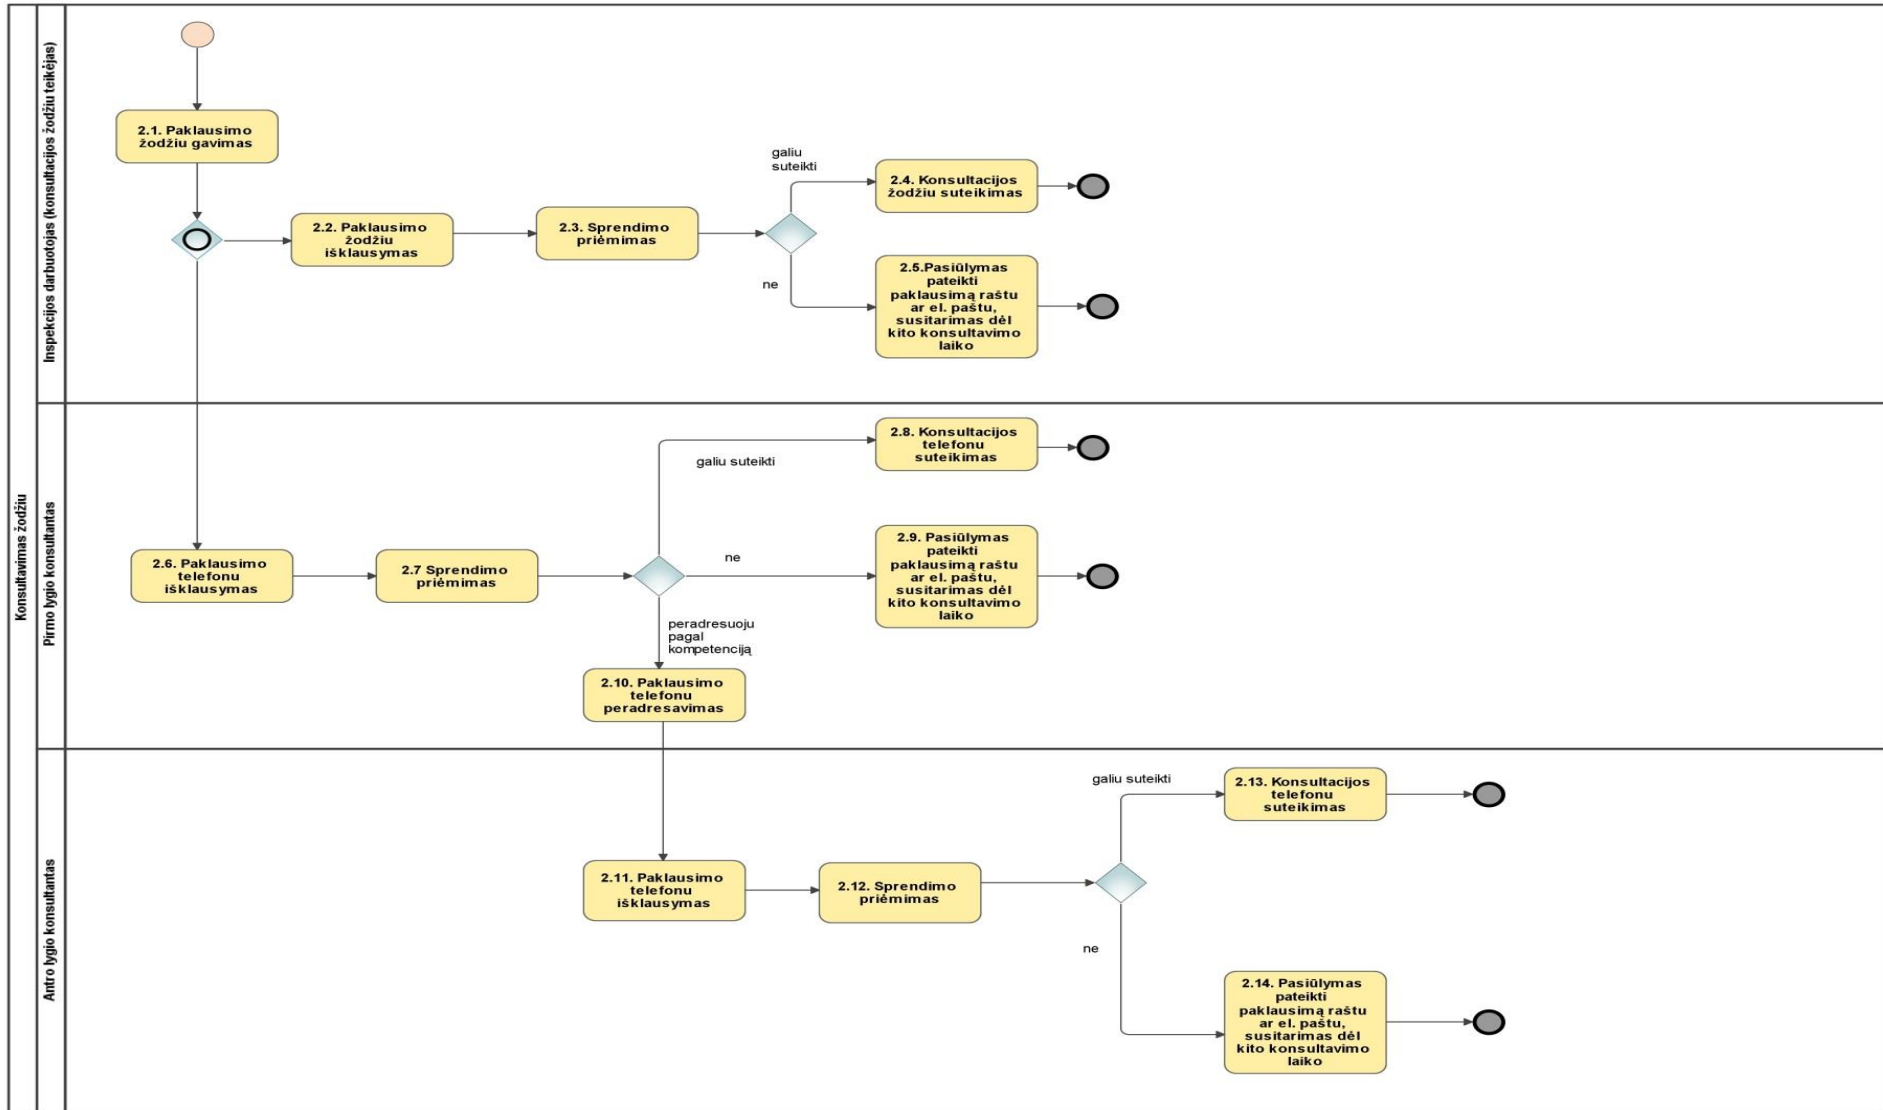 Konsultavimas žodžiu
Inspekcijos darbuotojas (konsultacijos žodžiu teikėjas)
2.1. Paklausimo
žodžiu gavimas
2.2. Paklausimo
žodžiu
išklausymas
2.3. Sprendimo
priėmimas
galiu
suteikti
2.4. Konsultacijos
žodžiu suteikimas
ne
2.5.Pasiūlymas
pateikti
paklausimą raštu
ar el. paštu,
susitarimas dėl
kito konsultavimo
laiko
Pirmo lygio konsultantas
2.6. Paklausimo
telefonu
išklausymas
2.7 Sprendimo
priėmimas
galiu suteikti
2.8. Konsultacijos
telefonu
suteikimas
ne
2.9. Pasiūlymas
pateikti
paklausimą raštu
ar el. paštu,
susitarimas dėl
kito konsultavimo
laiko
peradresuoju
pagal
kompetenciją
2.10. Paklausimo
telefonu
peradresavimas
Antro lygio konsultantas
2.11. Paklausimo
telefonu
išklausymas
2.12. Sprendimo
priėmimas
galiu suteikti
2.13. Konsultacijos
telefonu
suteikimas
ne
2.14. Pasiūlymas
pateikti
paklausimą raštu
ar el. paštu,
susitarimas dėl
kito konsultavimo
laiko